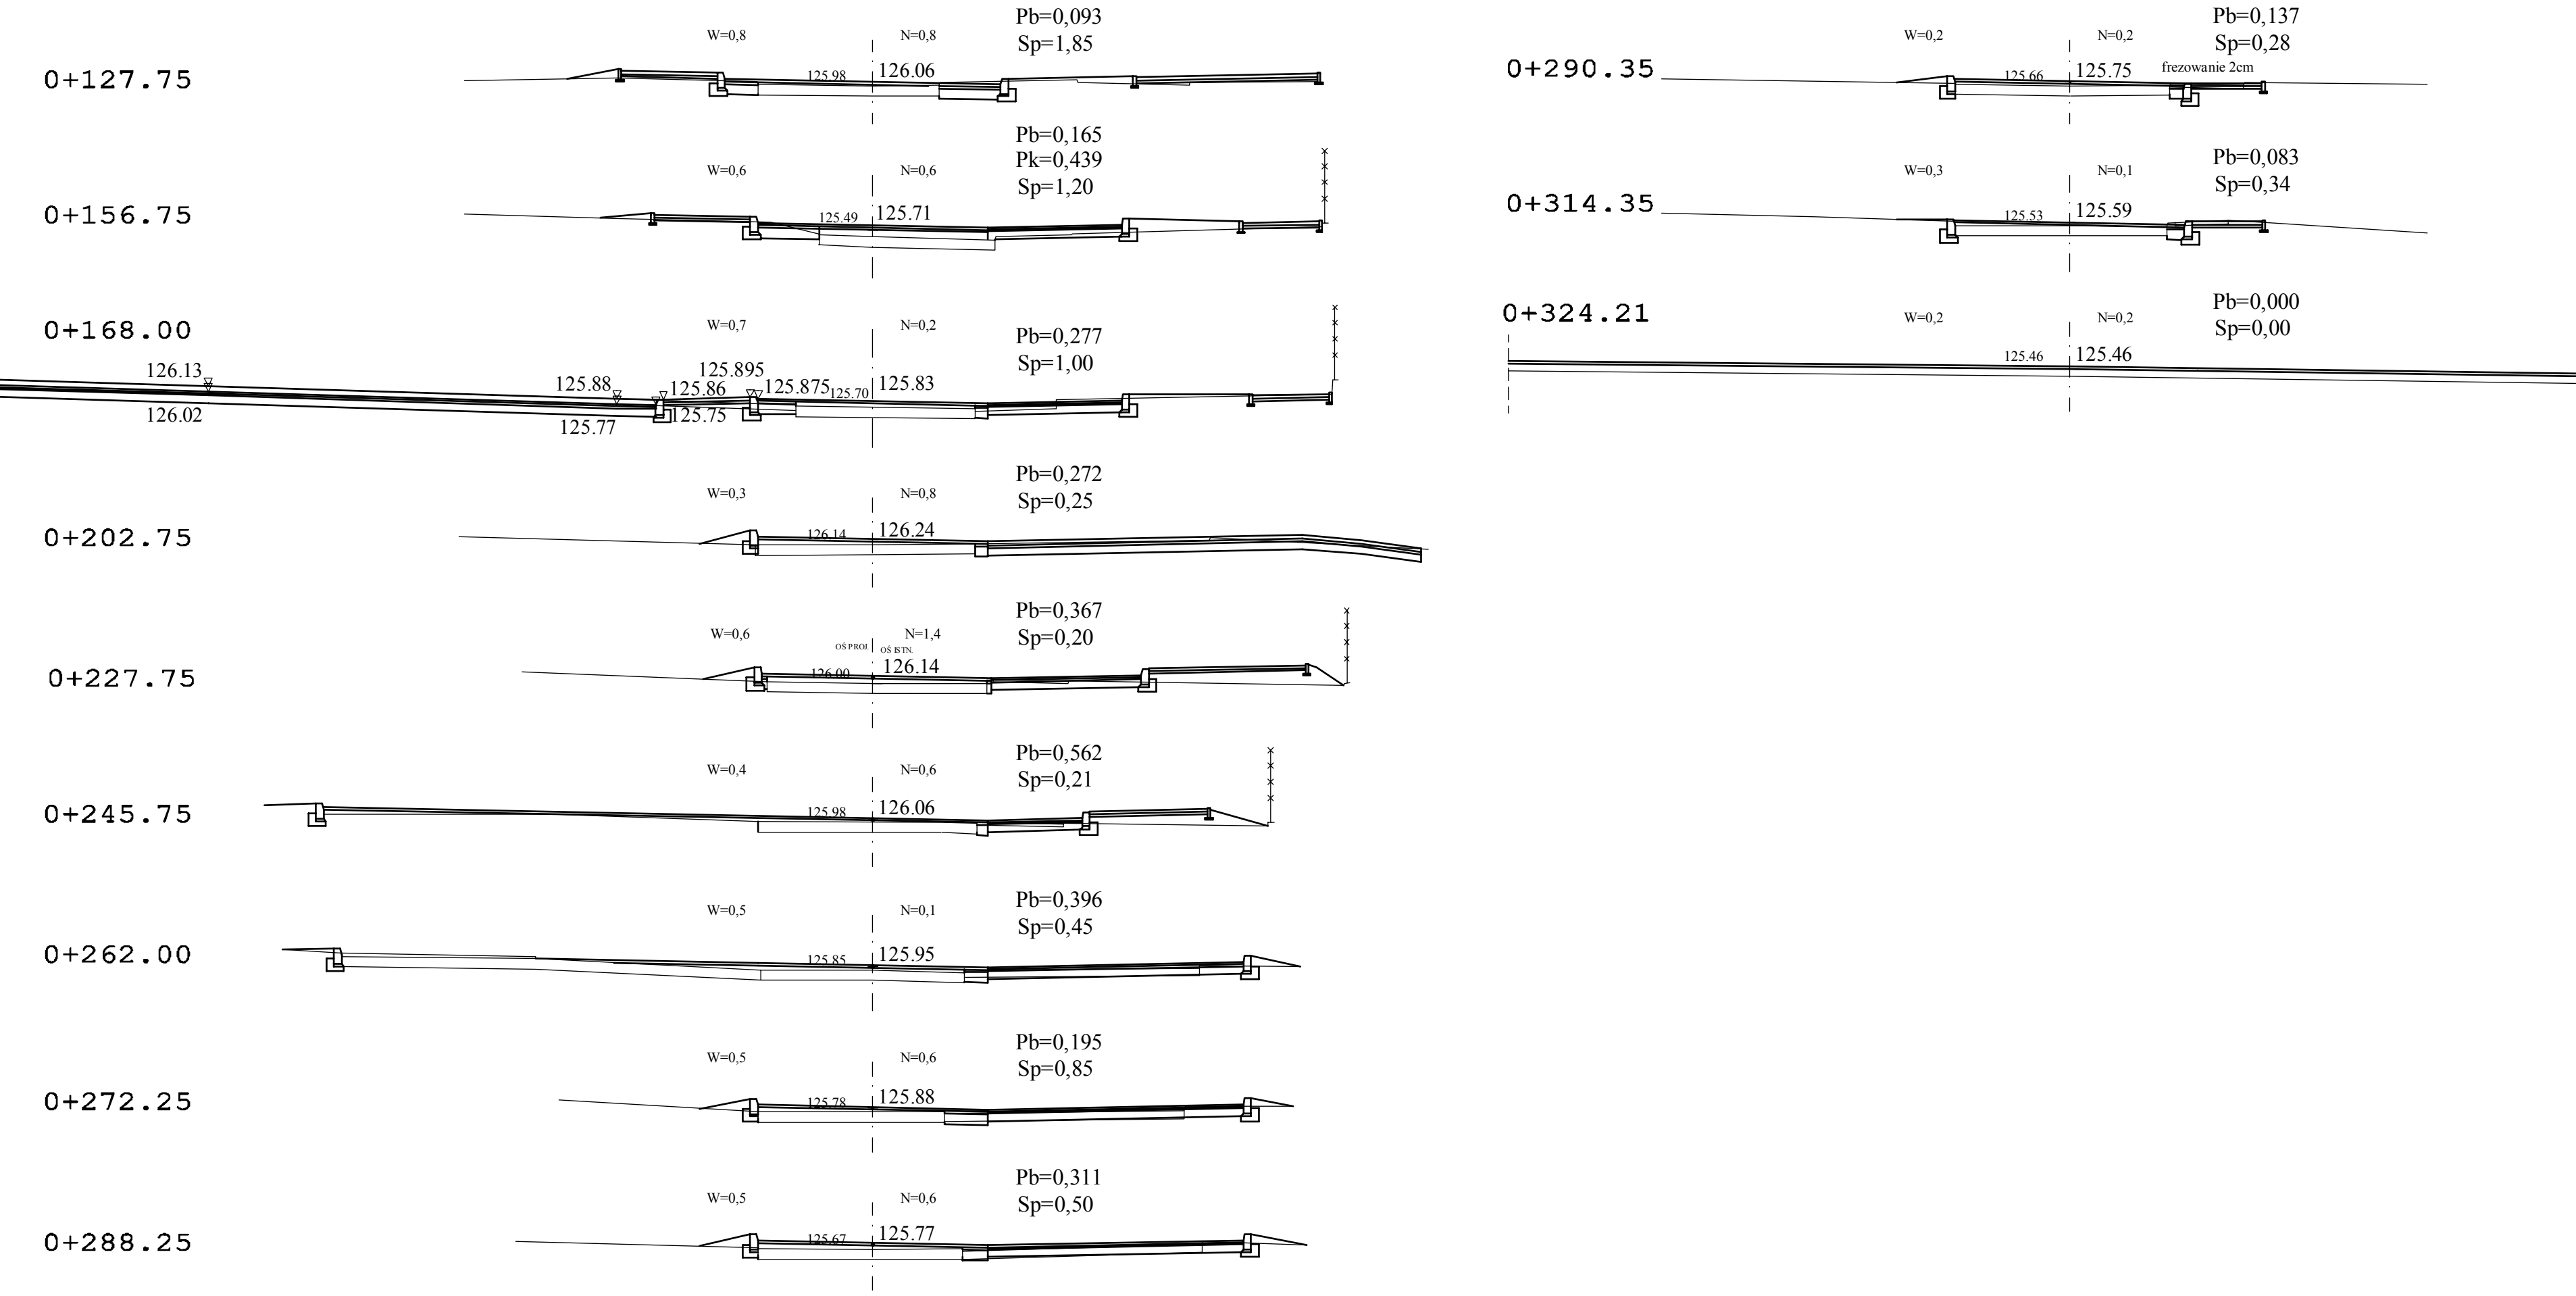 Pb=0,093
W=0,8 N=0,8
Sp=1,85
0+127.75
125.98 126.06
Pb=0,165
Pk=0,439
W=0,6 N=0,6
Sp=1,20
0+156.75
125.49 125.71
0+168.00
W=0,7 N=0,2
Pb=0,277
Sp=1,00
126.13
125.895
125.88 125.86 125.875 125.70 125.83
126.02 125.75
125.77
Pb=0,272
W=0,3 N=0,8
Sp=0,25
0+202.75
126.14 126.24
Pb=0,367
W=0,6 N=1,4
Sp=0,20
OŚ PROJ. OŚ ISTN.
0+227.75
126.00 126.14
Pb=0,562
W=0,4 N=0,6
Sp=0,21
0+245.75
125.98 126.06
Pb=0,396
W=0,5 N=0,1
Sp=0,45
0+262.00
125.85 125.95
Pb=0,195
W=0,5 N=0,6
Sp=0,85
0+272.25
125.78 125.88
Pb=0,311
W=0,5 N=0,6
Sp=0,50
0+288.25
125.67 125.77
Pb=0,137
W=0,2 N=0,2
Sp=0,28
0+290.35
125.66 125.75 frezowanie 2cm
Pb=0,083
W=0,3 N=0,1
Sp=0,34
0+314.35
125.53 125.59
Pb=0,000
0+324.21
W=0,2 N=0,2
Sp=0,00
125.46 125.46